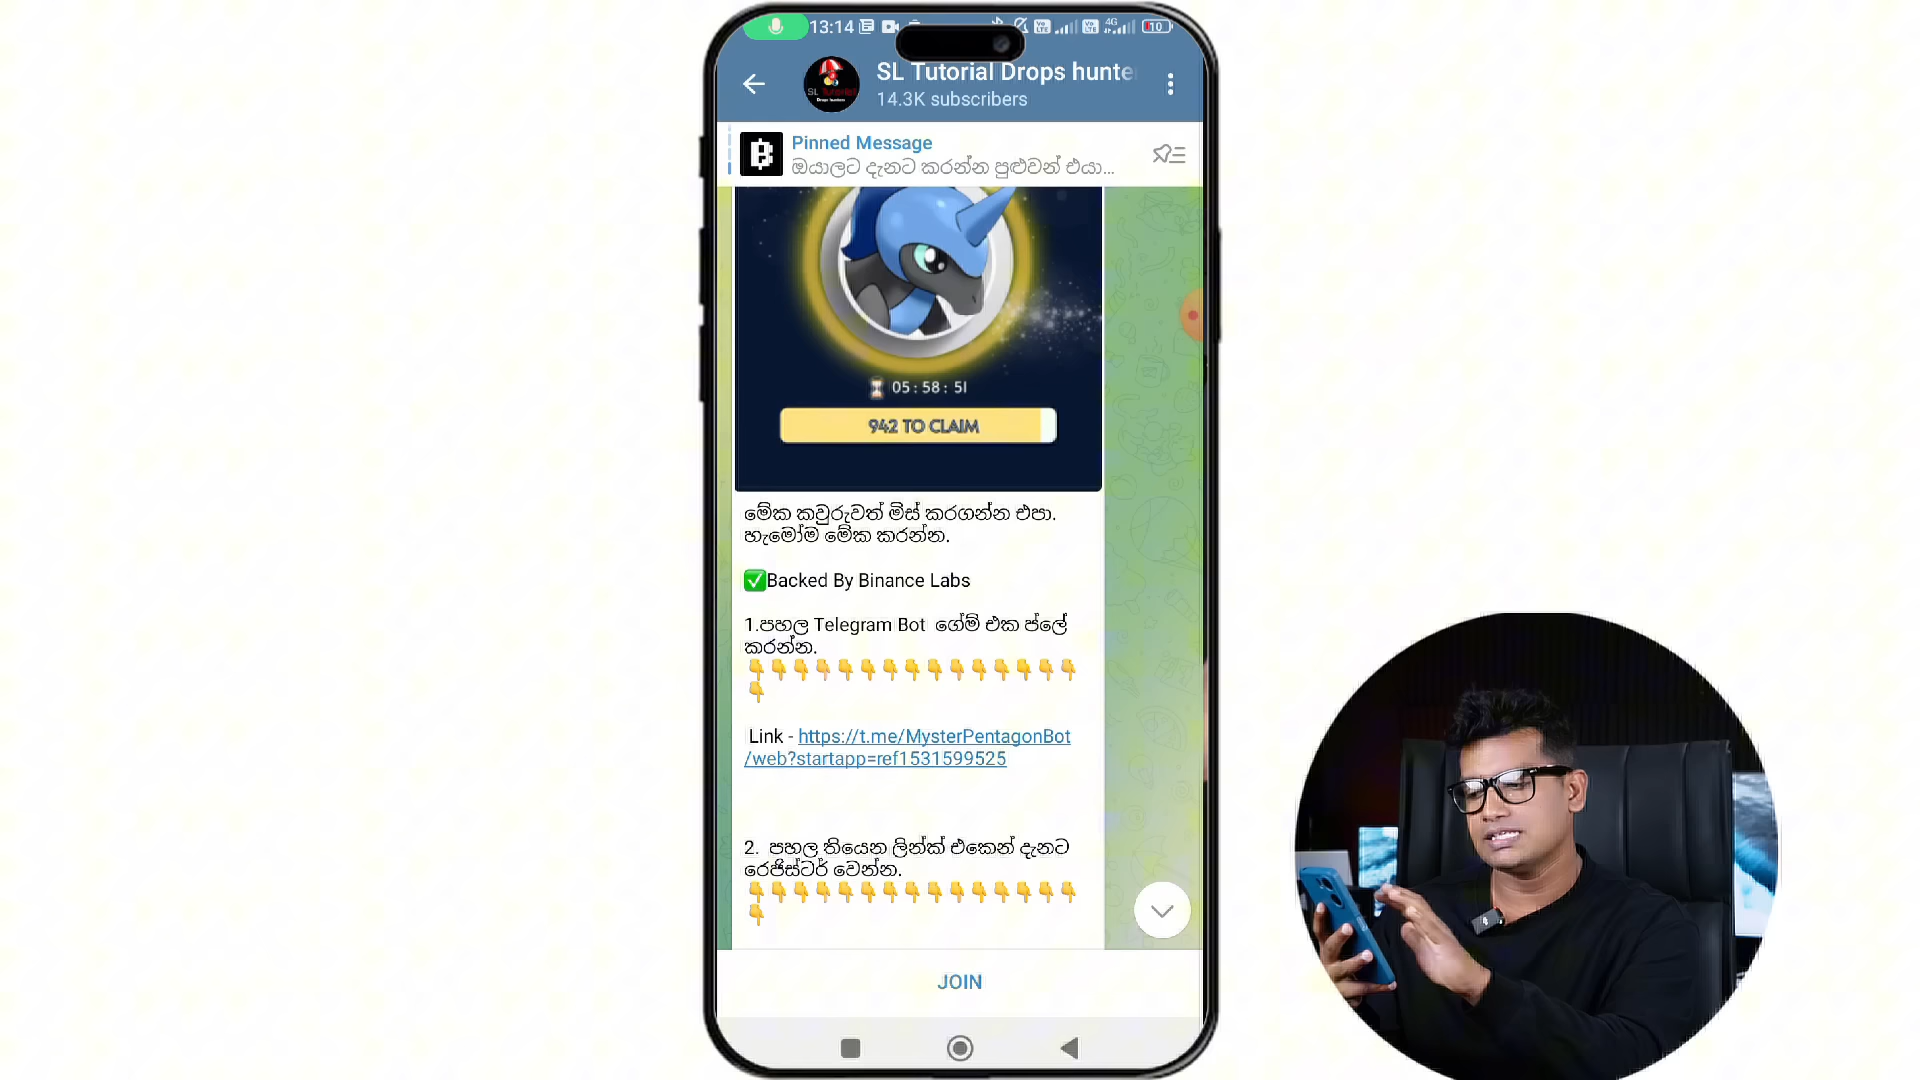 13:14
4G
10
SL Tutorial Drops hunte
14.3K subscribers
Pinned Message
ඔයාලට දැනට කරන්න පුළුවන් එයා...
05 : 58 : 51
942 TO CLAIM
මේක කවුරුවත් මිස් කරගන්න එපා.
හැමෝම මේක කරන්න.
✅Backed By Binance Labs
1.පහල Telegram Bot ගේම් එක ප්ලේ
කරන්න.
👇👇👇👇👇👇👇👇👇👇👇👇👇👇👇
👇
Link - https://t.me/MysterPentagonBot
/web?startapp=ref1531599525
2. පහල තියෙන ලින්ක් එකෙන් දැනට
රෙජිස්ටර් වෙන්න.
👇👇👇👇👇👇👇👇👇👇👇👇👇👇👇
👇
JOIN